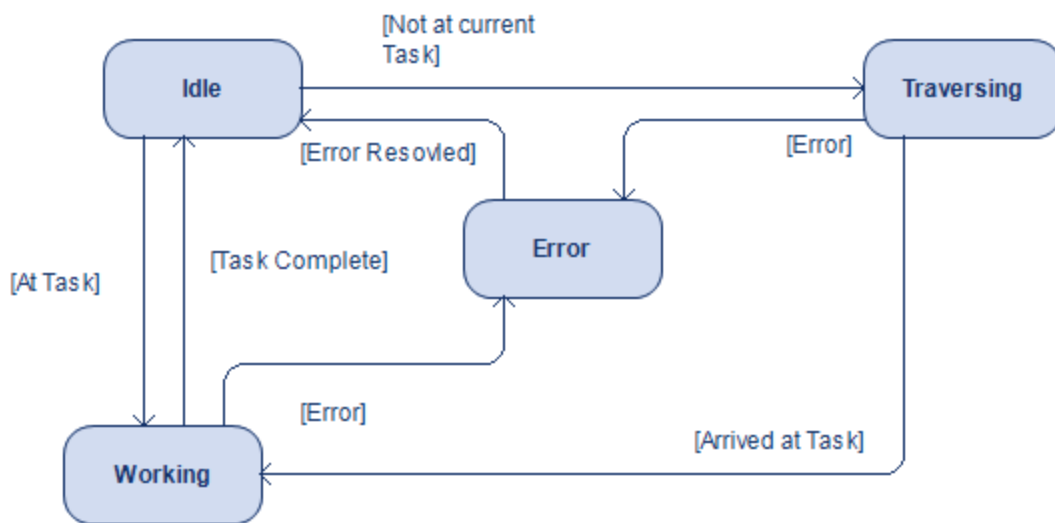 [Not at current
Task]
Idle
Traversing
[Error Resovled]
[Error]
Error
[Task Complete]
[At Task]
[Error]
[Arrived at Task]
Working